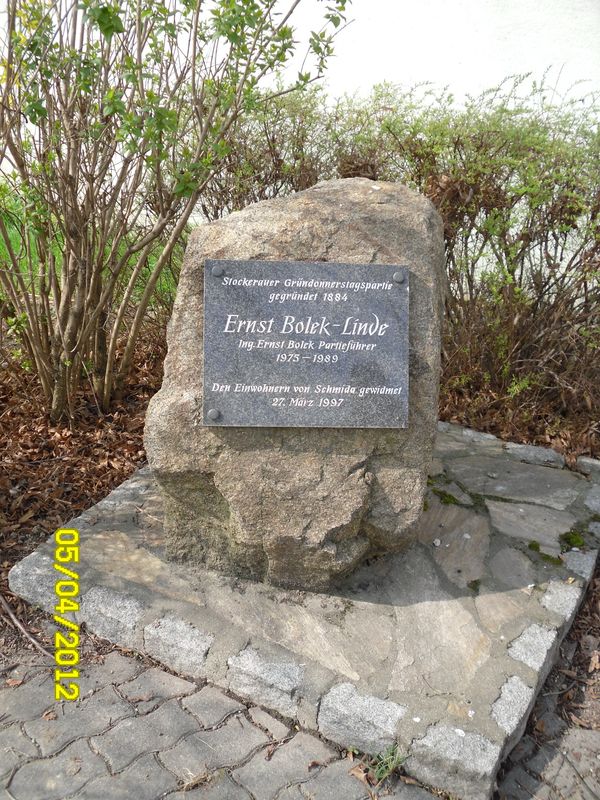 Stockerauer Gründonnerstagspartie
gegründet 1884
Ernst Bolek-Linde
Ing. Ernst Bolek Partieführer
1975 – 1989
Den Einwohnern von Schmida gewidmet
27. März 1997
05/04/2012